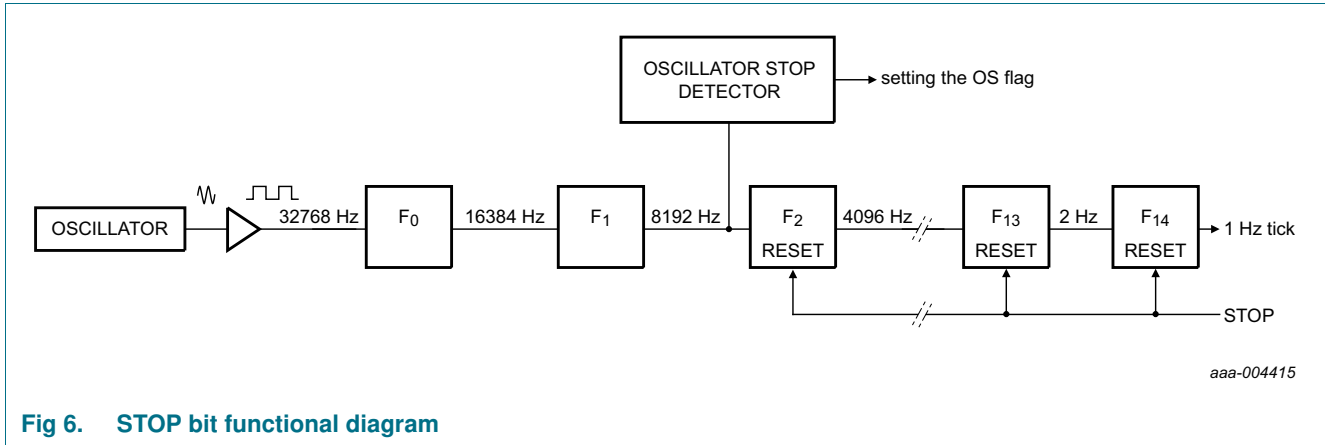 OSCILLATOR STOP
DETECTOR
setting the OS flag
OSCILLATOR
32768 Hz
F0
16384 Hz
F1
8192 Hz
F2
RESET
4096 Hz
F13
RESET
2 Hz
F14
RESET
1 Hz tick
STOP
aaa-004415
Fig 6. STOP bit functional diagram